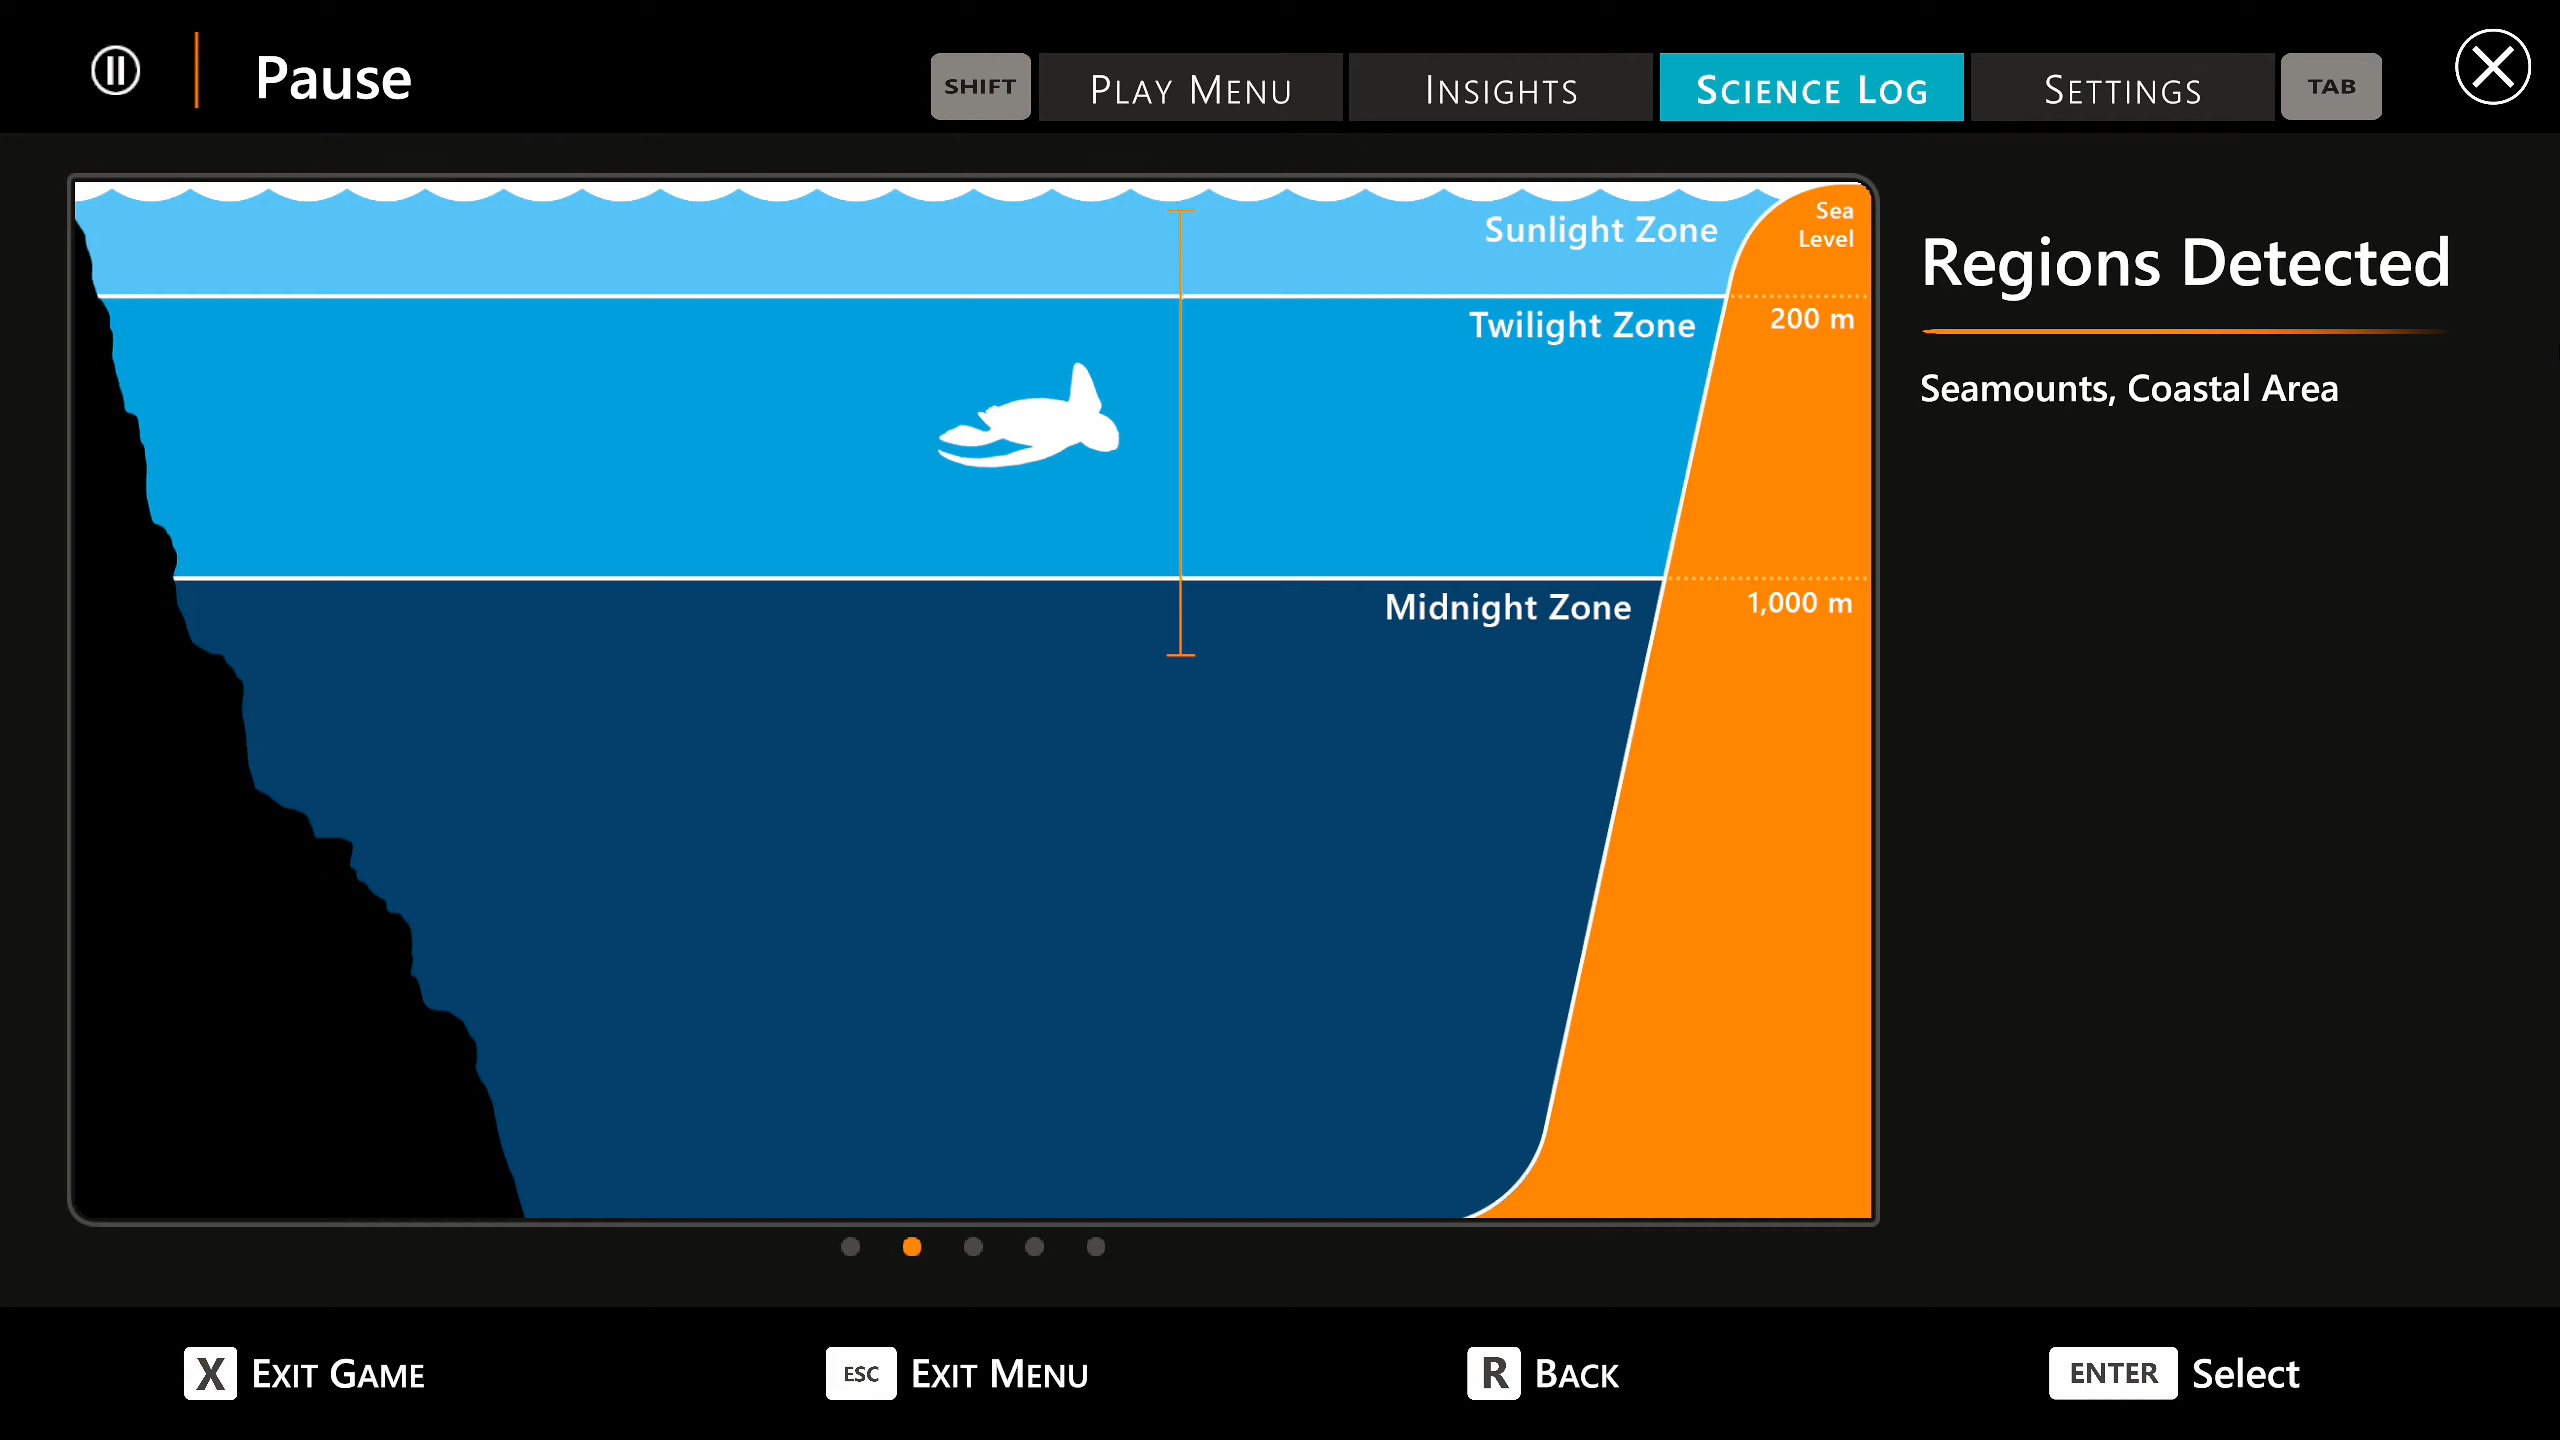 Pause
SHIFT
PLAY MENU
INSIGHTS
SCIENCE LOG
SETTINGS
TAB
Sunlight Zone
Sea
Level
Twilight Zone
200 m
Midnight Zone
1,000 m
Regions Detected
Seamounts, Coastal Area
X EXIT GAME
ESC EXIT MENU
R BACK
ENTER Select